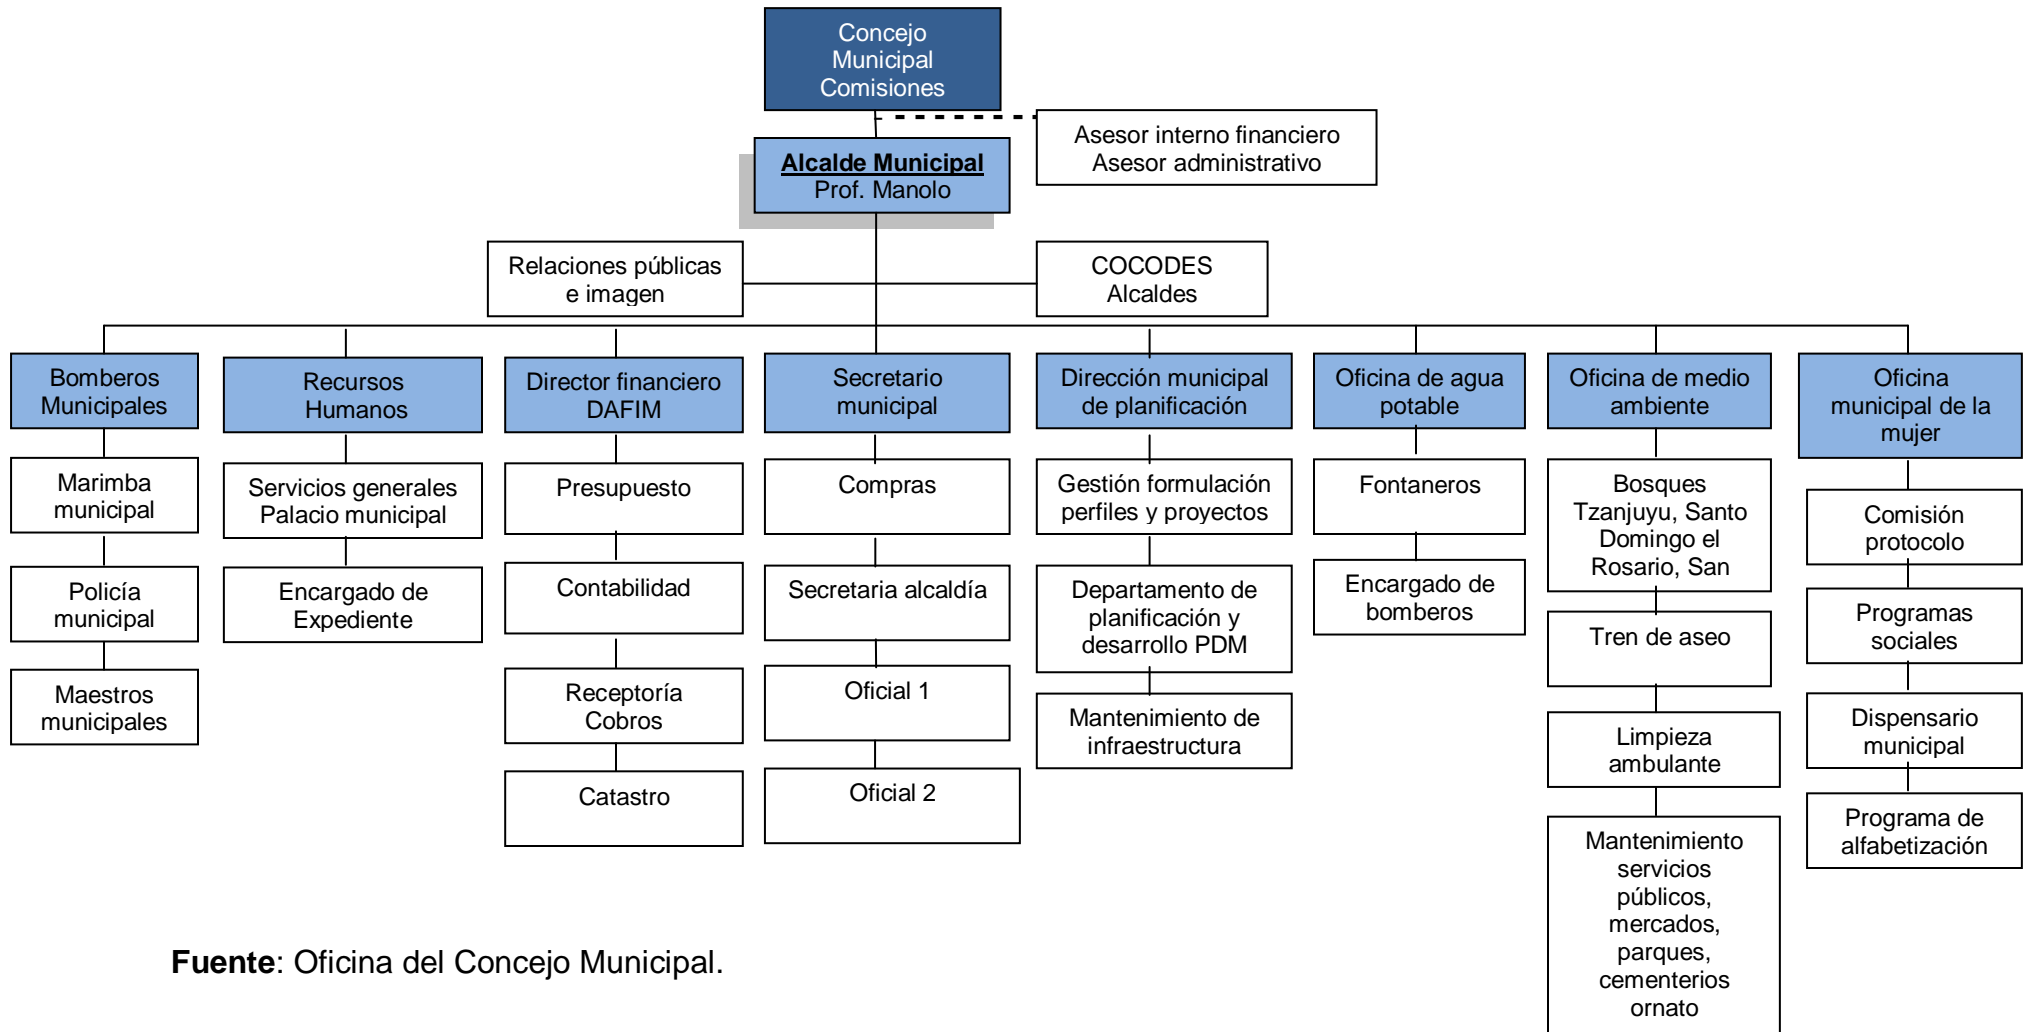 Concejo
Municipal
Comisiones
Asesor interno financiero
Asesor administrativo
Alcalde Municipal
Prof. Manolo
Relaciones públicas
e imagen
COCODES
Alcaldes
Bomberos
Municipales
Marimba
municipal
Policía
municipal
Maestros
municipales
Recursos
Humanos
Servicios generales
Palacio municipal
Encargado de
Expediente
Director financiero
DAFIM
Presupuesto
Contabilidad
Receptoría
Cobros
Catastro
Secretario
municipal
Compras
Secretaria alcaldía
Oficial 1
Oficial 2
Dirección municipal
de planificación
Gestión formulación
perfiles y proyectos
Departamento de
planificación y
desarrollo PDM
Mantenimiento de
infraestructura
Oficina de agua
potable
Fontaneros
Encargado de
bomberos
Oficina de medio
ambiente
Bosques
Tzanjuyu, Santo
Domingo el
Rosario, San
Tren de aseo
Limpieza
ambulante
Mantenimiento
servicios
públicos,
mercados,
parques,
cementerios
ornato
Oficina
municipal de la
mujer
Comisión
protocolo
Programas
sociales
Dispensario
municipal
Programa de
alfabetización
Fuente: Oficina del Concejo Municipal.